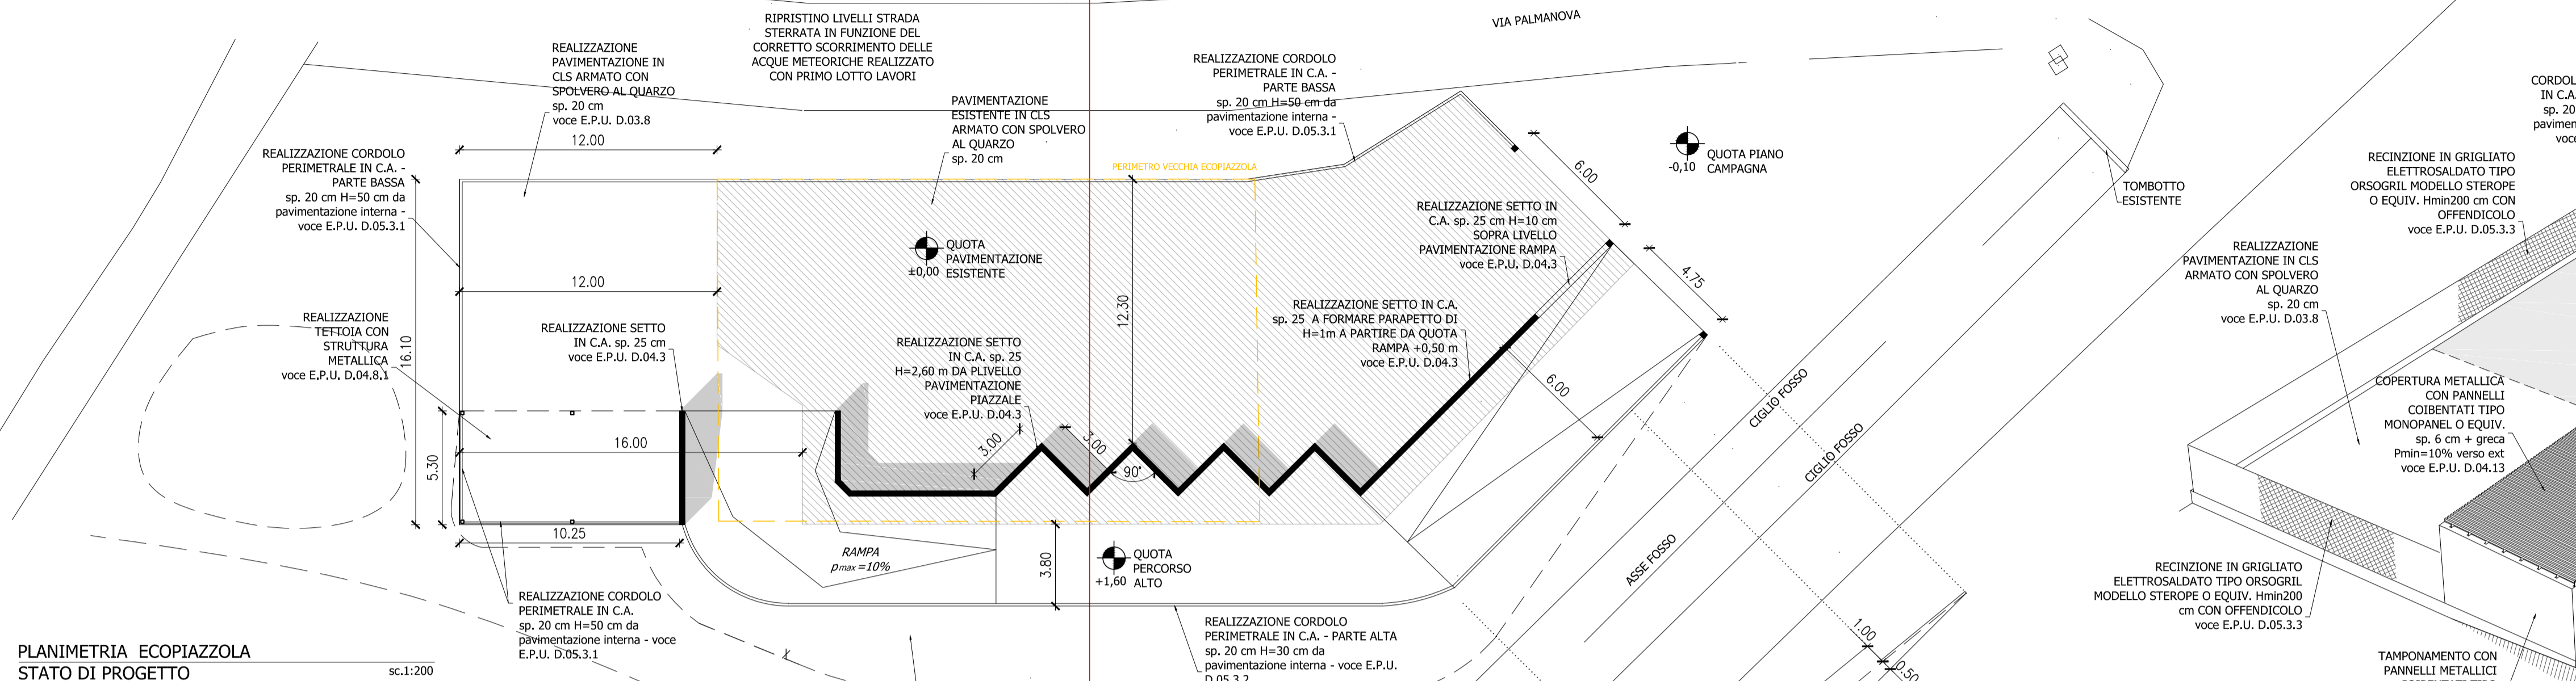 RIPRISTINO LIVELLI STRADA
STERRATA IN FUNZIONE DEL
CORRETTO SCORRIMENTO DELLE
ACQUE METEORICHE REALIZZATO
CON PRIMO LOTTO LAVORI
VIA PALMANOVA
REALIZZAZIONE
PAVIMENTAZIONE IN
CLS ARMATO CON
SPOLVERO AL QUARZO
sp. 20 cm
voce E.P.U. D.03.8
12.00
PAVIMENTAZIONE
ESISTENTE IN CLS
ARMATO CON SPOLVERO
AL QUARZO
sp. 20 cm
REALIZZAZIONE CORDOLO
PERIMETRALE IN C.A. -
PARTE BASSA
sp. 20 cm H=50 cm da
pavimentazione interna -
voce E.P.U. D.05.3.1
PERIMETRO VECCHIA ECOPIAZZOLA
REALIZZAZIONE CORDOLO
PERIMETRALE IN C.A. -
PARTE BASSA
sp. 20 cm H=50 cm da
pavimentazione interna -
voce E.P.U. D.05.3.1
6.00
QUOTA PIANO
CAMPAGNA
-0,10
TOMBOTTO
ESISTENTE
QUOTA
PAVIMENTAZIONE
ESISTENTE
±0,00
12.00
12.30
16.10
REALIZZAZIONE SETTO IN
C.A. sp. 25 cm H=10 cm
SOPRA LIVELLO
PAVIMENTAZIONE RAMPA
voce E.P.U. D.04.3
4.75
REALIZZAZIONE
TETTOIA CON
STRUTTURA
METALLICA
voce E.P.U. D.04.8.1
REALIZZAZIONE SETTO
IN C.A. sp. 25 cm
voce E.P.U. D.04.3
REALIZZAZIONE SETTO
IN C.A. sp. 25
H=2,60 m DA PLIVELLO
PAVIMENTAZIONE
PIAZZALE
voce E.P.U. D.04.3
REALIZZAZIONE SETTO IN C.A.
sp. 25 A FORMARE PARAPETTO DI
H=1m A PARTIRE DA QUOTA
RAMPA +0,50 m
voce E.P.U. D.04.3
6.00
3.00
3.00
90°
16.00
5.30
10.25
RAMPA
pmax=10%
3.80
QUOTA
PERCORSO
ALTO
+1,60
CIGLIO FOSSO
CIGLIO FOSSO
ASSE FOSSO
1.00
0.50
REALIZZAZIONE CORDOLO
PERIMETRALE IN C.A.
sp. 20 cm H=50 cm da
pavimentazione interna - voce
E.P.U. D.05.3.1
REALIZZAZIONE CORDOLO
PERIMETRALE IN C.A. - PARTE ALTA
sp. 20 cm H=30 cm da
pavimentazione interna - voce E.P.U.
D.05.3.2
PLANIMETRIA ECOPIAZZOLA
STATO DI PROGETTO
sc.1:200
CORDOL
IN C.A.
sp. 20
pavimen
voce
RECINZIONE IN GRIGLIATO
ELETTROSALDATO TIPO
ORSOGRIL MODELLO STEROPE
O EQUIV. Hmin200 cm CON
OFFENDICOLO
voce E.P.U. D.05.3.3
REALIZZAZIONE
PAVIMENTAZIONE IN CLS
ARMATO CON SPOLVERO
AL QUARZO
sp. 20 cm
voce E.P.U. D.03.8
COPERTURA METALLICA
CON PANNELLI
COIBENTATI TIPO
MONOPANEL O EQUIV.
sp. 6 cm + greca
Pmin=10% verso ext
voce E.P.U. D.04.13
RECINZIONE IN GRIGLIATO
ELETTROSALDATO TIPO ORSOGRIL
MODELLO STEROPE O EQUIV. Hmin200
cm CON OFFENDICOLO
voce E.P.U. D.05.3.3
TAMPONAMENTO CON
PANNELLI METALLICI